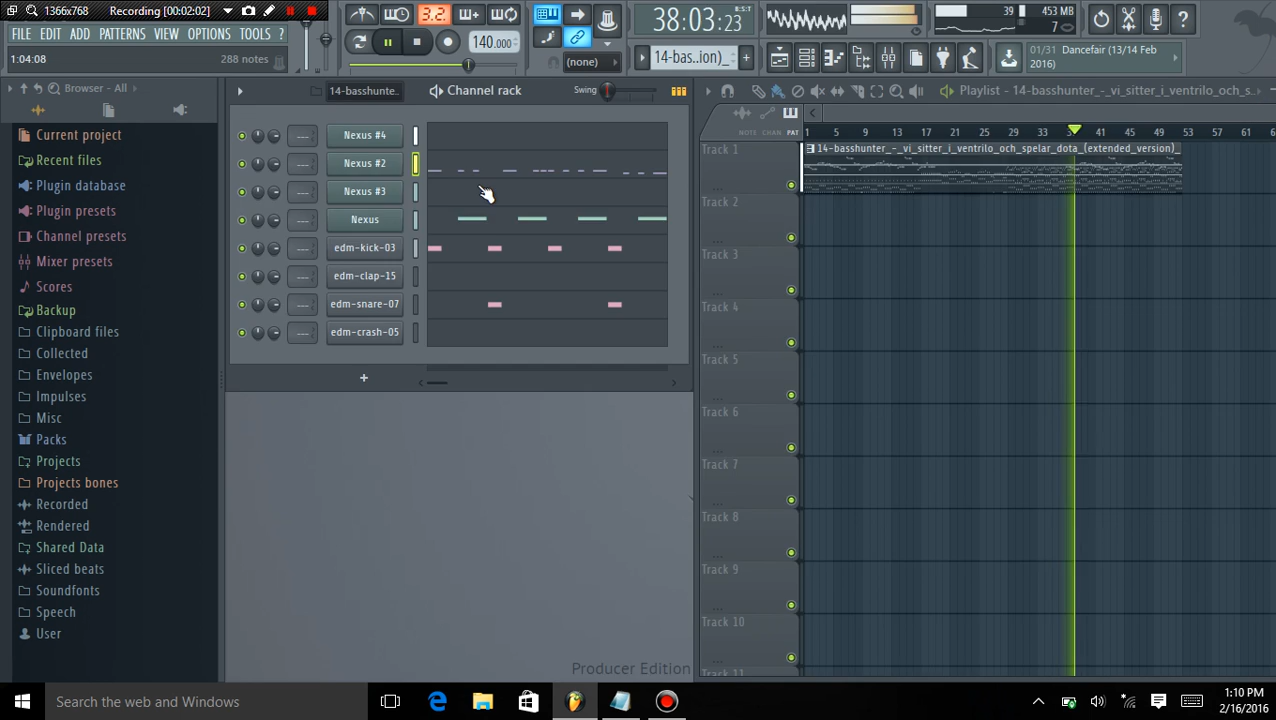 1366x768 Recording [00:02:02]
FILE EDIT ADD PATTERNS VIEW OPTIONS TOOLS ?
1:04:08 288 notes
3.2.
140.000
(none)
38:03:23
14-bas..ion)_
39 453 MB
7
01/31 Dancefair (13/14 Feb
2016)
Browser - All
Current project
Recent files
Plugin database
Plugin presets
Channel presets
Mixer presets
Scores
Backup
Clipboard files
Collected
Envelopes
Impulses
Misc
Packs
Projects
Projects bones
Recorded
Rendered
Shared Data
Sliced beats
Soundfonts
Speech
User
14-basshunte... Channel rack Swing
Nexus #4
Nexus #2
Nexus #3
Nexus
edm-kick-03
edm-clap-15
edm-snare-07
edm-crash-05
+
Producer Edition
Playlist - 14-basshunter_-_vi_sitter_i_ventrilo_och_s...
NOTE CHAN PAT
1 5 9 13 17 21 25 29 33 37 41 45 49 53 57 61
Track 1
14-basshunter_-_vi_sitter_i_ventrilo_och_spelar_dota_(extended_version)_
Track 2
Track 3
Track 4
Track 5
Track 6
Track 7
Track 8
Track 9
Track 10
Track 11
Search the web and Windows
1:10 PM
2/16/2016